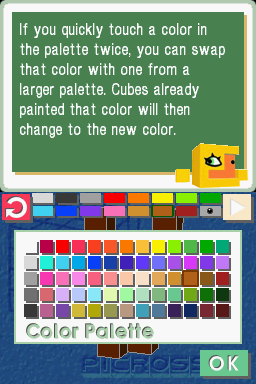 If you quickly touch a color in
the palette twice, you can swap
that color with one from a
larger palette. Cubes already
painted that color will then
change to the new color.
Color Palette
PICROSS
OK